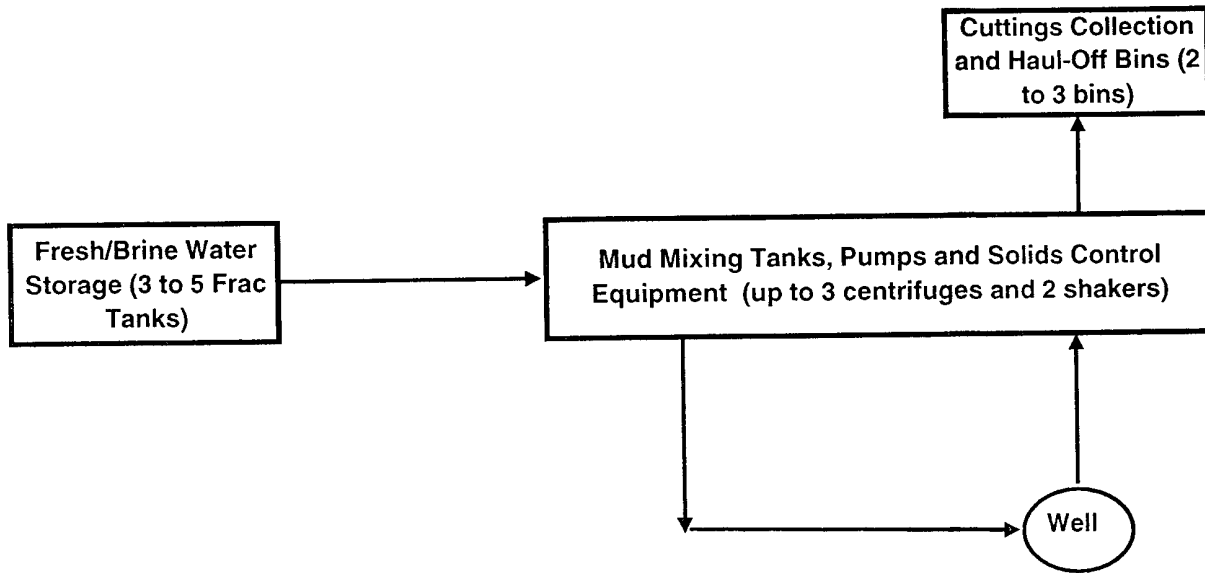 Cuttings Collection
and Haul-Off Bins (2
to 3 bins)
Fresh/Brine Water
Storage (3 to 5 Frac
Tanks)
Mud Mixing Tanks, Pumps and Solids Control
Equipment (up to 3 centrifuges and 2 shakers)
Well